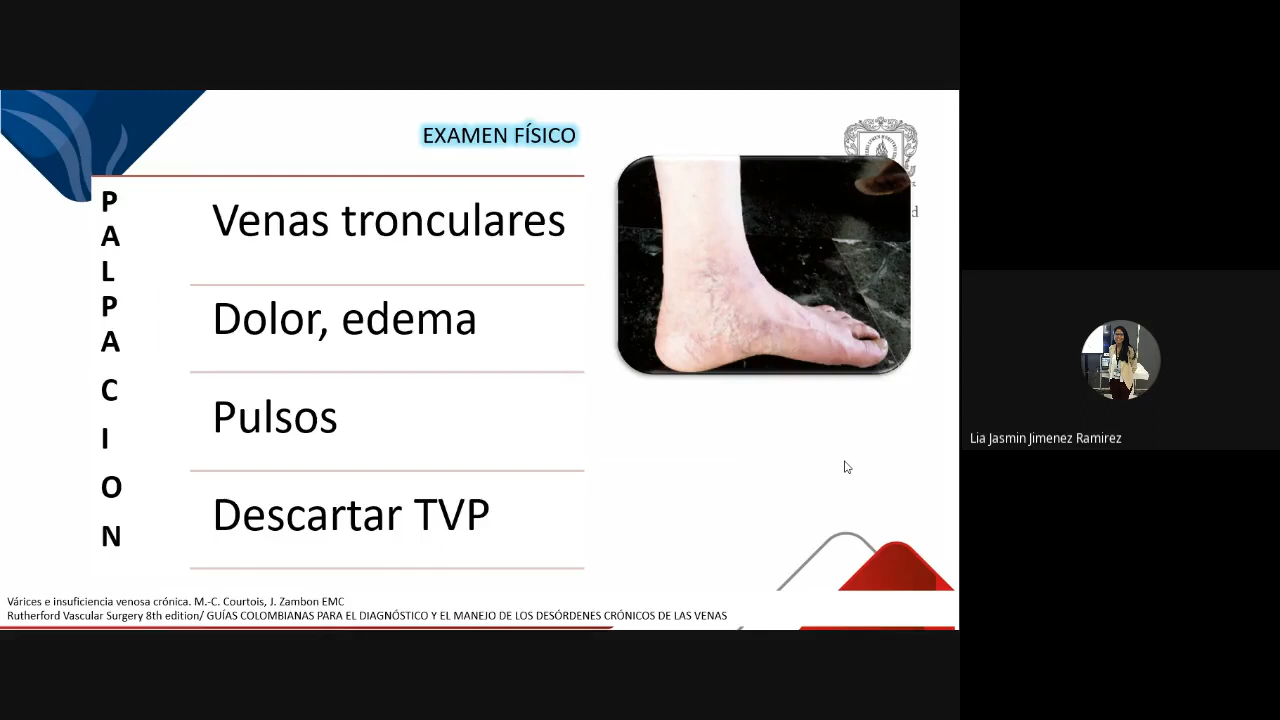 EXAMEN FÍSICO
P
A
L
P
A
C
I
O
N
Venas tronculares
Dolor, edema
Pulsos
Descartar TVP
Várices e insuficiencia venosa crónica. M.-C. Courtois, J. Zambon EMC
Rutherford Vascular Surgery 8th edition/ GUÍAS COLOMBIANAS PARA EL DIAGNÓSTICO Y EL MANEJO DE LOS DESÓRDENES CRÓNICOS DE LAS VENAS
Lia Jasmin Jimenez Ramirez